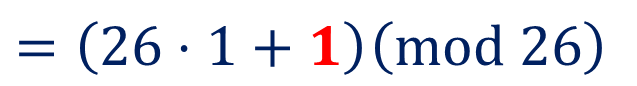 = (26 · 1 + 1)(mod 26)